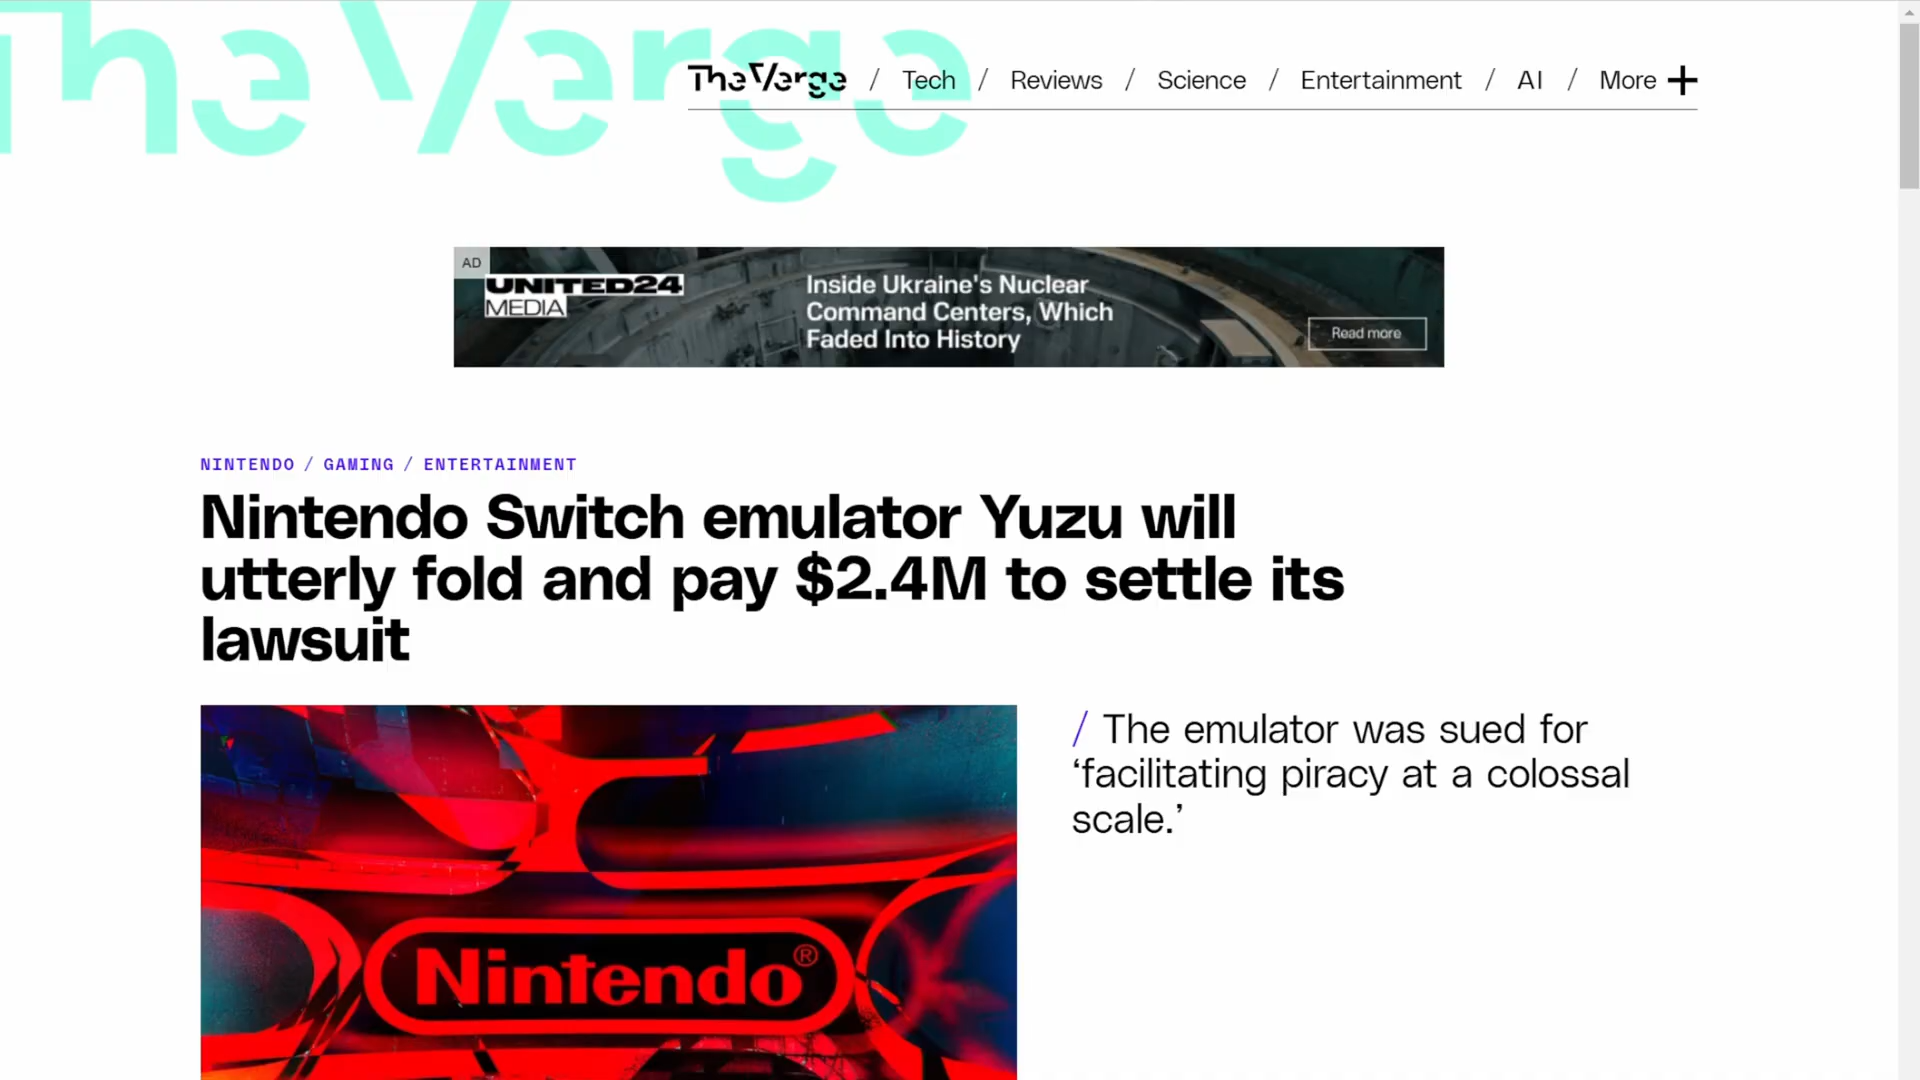 The Verge
The Verge / Tech / Reviews / Science / Entertainment / AI / More +
AD
UNITED24
MEDIA
Inside Ukraine's Nuclear
Command Centers, Which
Faded Into History
Read more
NINTENDO / GAMING / ENTERTAINMENT
Nintendo Switch emulator Yuzu will
utterly fold and pay $2.4M to settle its
lawsuit
/ The emulator was sued for
‘facilitating piracy at a colossal
scale.’
Nintendo®